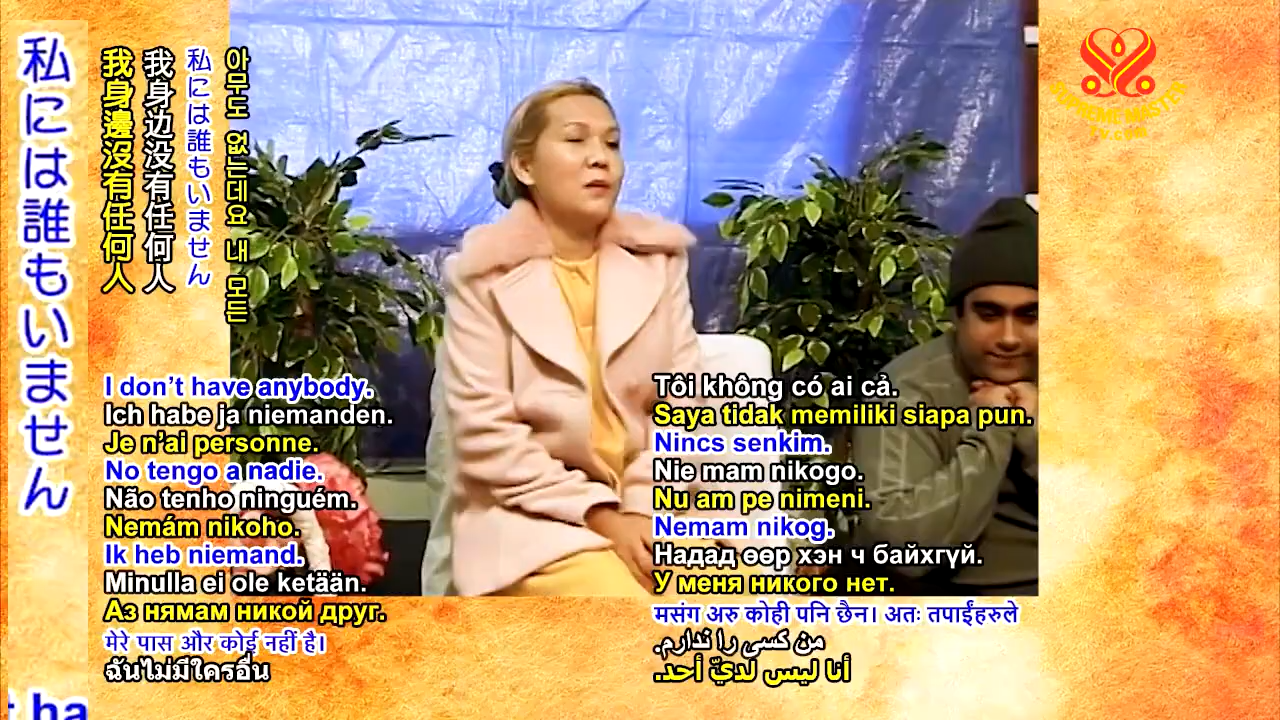 私には誰もいません
我身邊沒有任何人
我身边没有任何人
私には誰もいません
아무도 없는데요 내 모든
SUPREME MASTER
TV.COM
I don't have anybody.
Ich habe ja niemanden.
Je n'ai personne.
No tengo a nadie.
Não tenho ninguém.
Nemám nikoho.
Ik heb niemand.
Minulla ei ole ketään.
Аз нямам никой друг.
मेरे पास और कोई नहीं है।
ฉันไม่มีใครอื่น
Tôi không có ai cả.
Saya tidak memiliki siapa pun.
Nincs senkim.
Nie mam nikogo.
Nu am pe nimeni.
Nemam nikog.
Надад өөр хэн ч байхгүй.
У меня никого нет.
मसंग अरु कोही पनि छैन। अतः तपाईंहरुले
من کسی را ندارم.
أنا ليس لديّ أحد.
ha